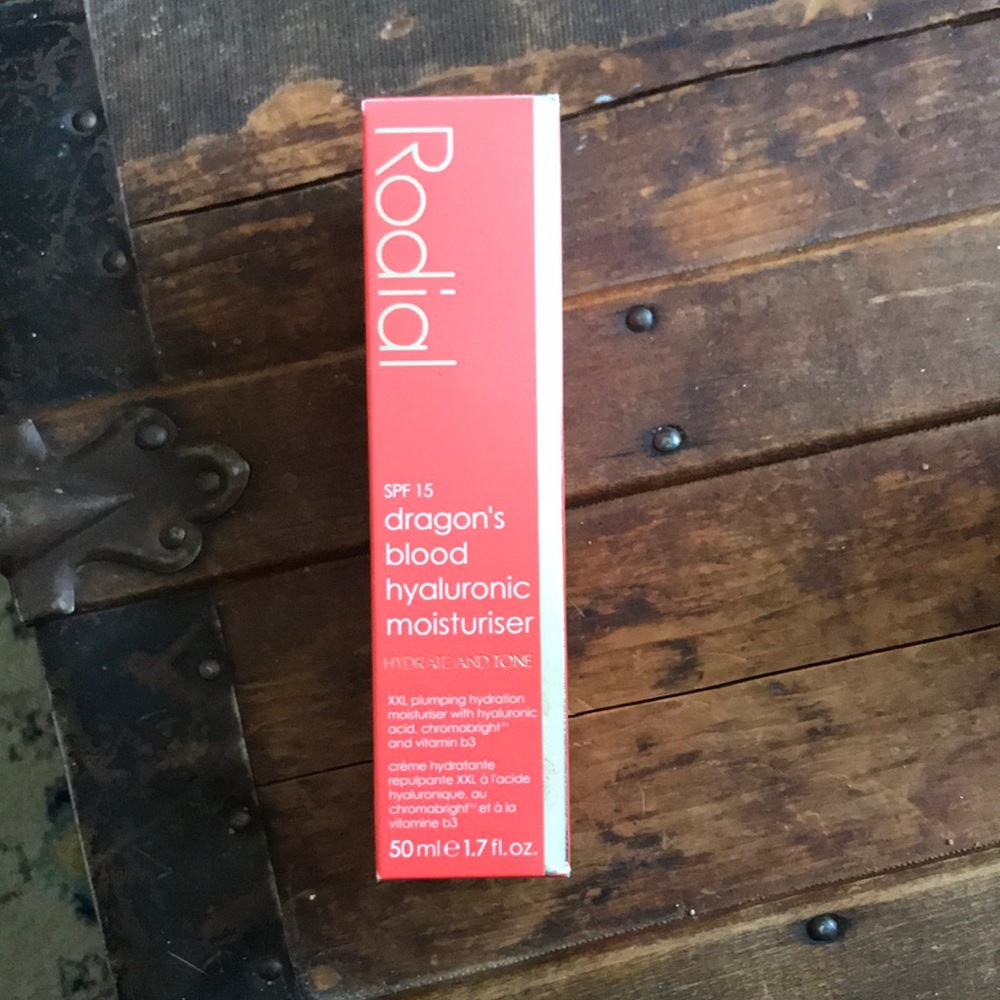 Rodial
SPF 15
dragon's
blood
hyaluronic
moisturiser
HYDRATE AND TONE
XXL plumping hydration
moisturiser with hyaluronic
acid, chromabright™
and vitamin b3
crème hydratante
repulpante XXL à l'acide
hyaluronique, au
chromabright™ et à la
vitamine b3
50 ml e 1.7 fl. oz.